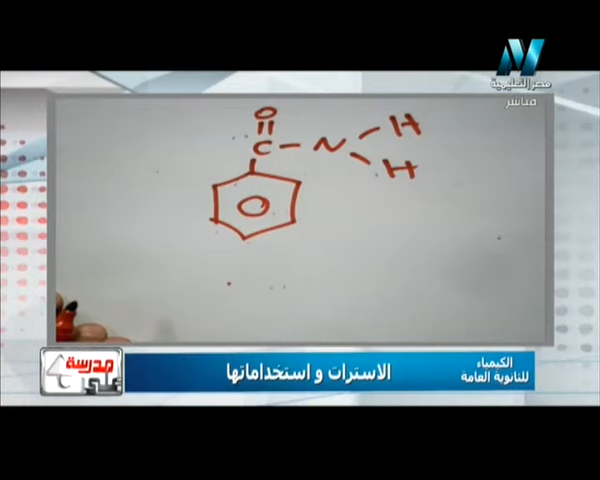 مصر التعليمية
مباشر
O
C - N - H
H
الكيمياء
للثانوية العامة
الاسترات و استخداماتها
مدرسة
على